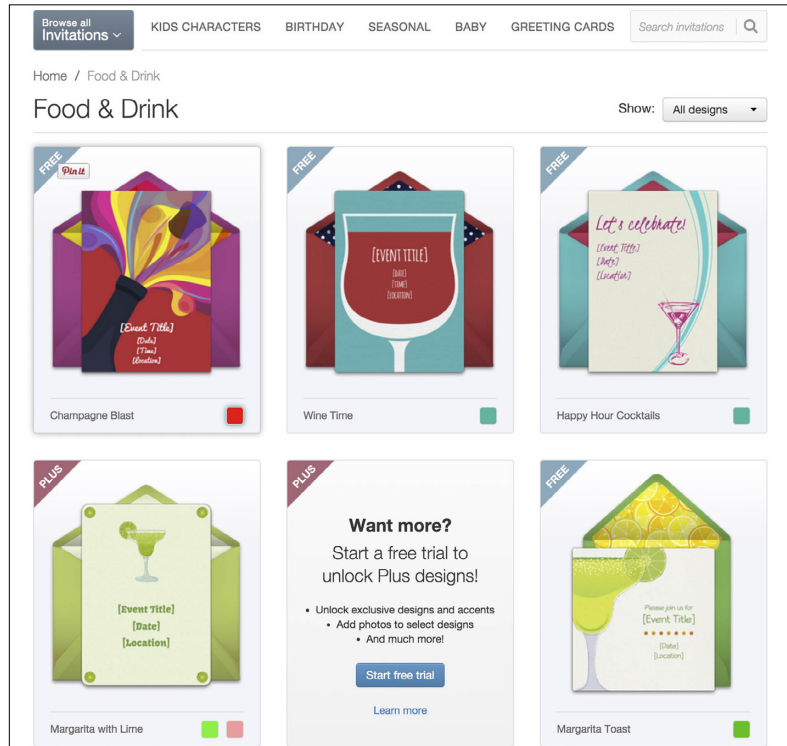 Browse all
Invitations
KIDS CHARACTERS
BIRTHDAY
SEASONAL
BABY
GREETING CARDS
Search invitations
Home / Food & Drink
Food & Drink
Show:
All designs
FREE
Pin it
[Event Title]
[Date]
[Time]
[Location]
Champagne Blast
FREE
[EVENT TITLE]
[DATE]
[TIME]
[LOCATION]
Wine Time
FREE
Let's celebrate!
[Event Title]
[Date]
[Location]
Happy Hour Cocktails
PLUS
[Event Title]
[Date]
[Location]
Margarita with Lime
PLUS
Want more?
Start a free trial to
unlock Plus designs!
• Unlock exclusive designs and accents
• Add photos to select designs
• And much more!
Start free trial
Learn more
FREE
Please join us for
[Event Title]
[Date]
[Location]
Margarita Toast